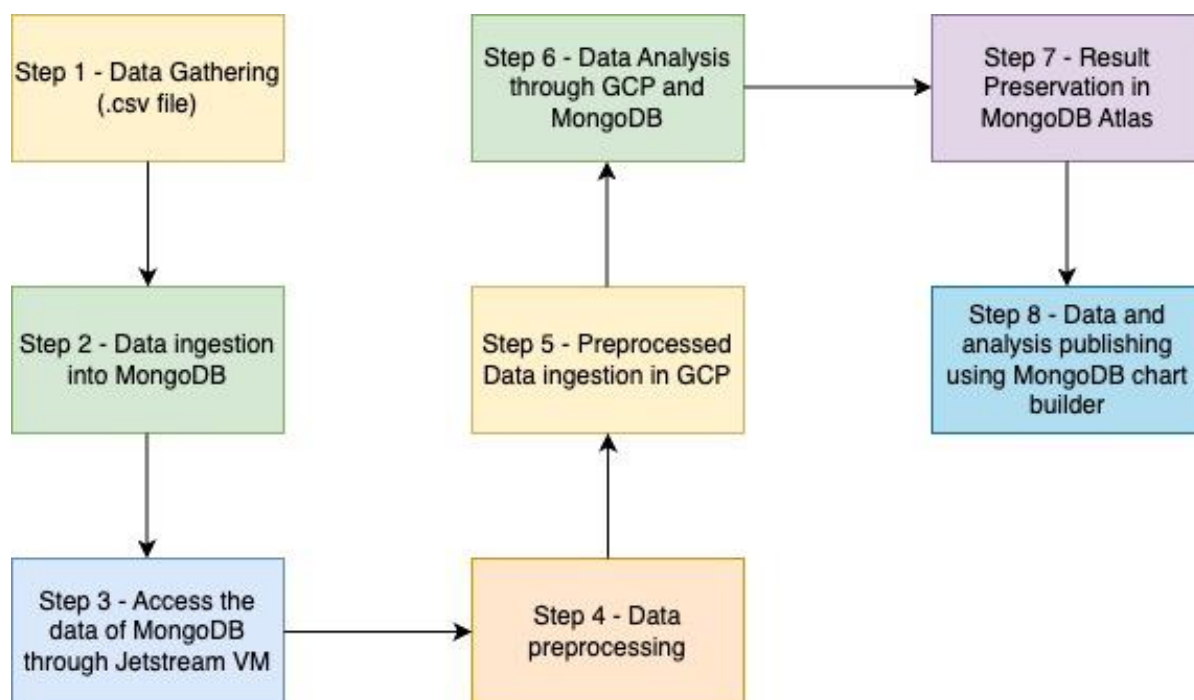 Step 1 - Data Gathering
(.csv file)
Step 2 - Data ingestion
into MongoDB
Step 3 - Access the
data of MongoDB
through Jetstream VM
Step 4 - Data
preprocessing
Step 5 - Preprocessed
Data ingestion in GCP
Step 6 - Data Analysis
through GCP and
MongoDB
Step 7 - Result
Preservation in
MongoDB Atlas
Step 8 - Data and
analysis publishing
using MongoDB chart
builder